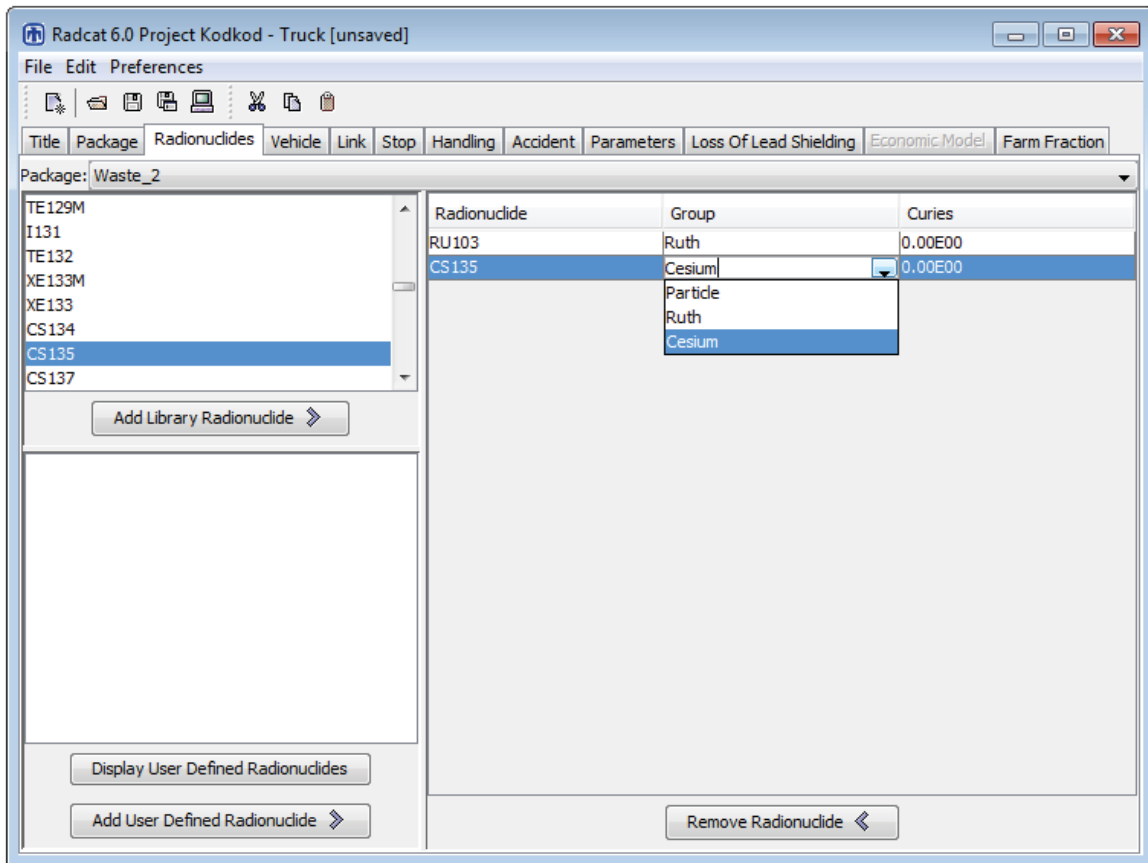 Radcat 6.0 Project Kodkod - Truck [unsaved]
File Edit Preferences
Title Package Radionuclides Vehicle Link Stop Handling Accident Parameters Loss Of Lead Shielding Economic Model Farm Fraction
Package: Waste_2
TE129M
I131
TE132
XE133M
XE133
CS134
CS135
CS137
Add Library Radionuclide
Display User Defined Radionuclides
Add User Defined Radionuclide
Radionuclide Group Curies
RU103 Ruth 0.00E00
CS135 Cesium 0.00E00
Particle
Ruth
Cesium
Remove Radionuclide